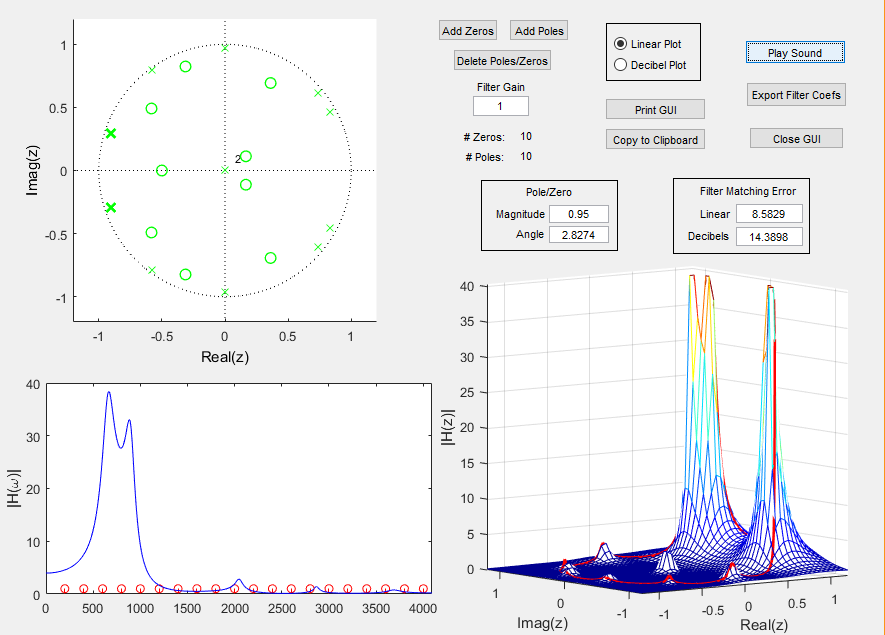 1
0.5
0
-0.5
-1
Imag(z)
2
-1 -0.5 0 0.5 1
Real(z)
Add Zeros Add Poles
Delete Poles/Zeros
Filter Gain
1
# Zeros: 10
# Poles: 10
Linear Plot
Decibel Plot
Print GUI
Copy to Clipboard
Play Sound
Export Filter Coefs
Close GUI
Pole/Zero
Magnitude 0.95
Angle 2.8274
Filter Matching Error
Linear 8.5829
Decibels 14.3898
40
30
20
10
0
|H(ω)|
0 500 1000 1500 2000 2500 3000 3500 4000
40
35
30
25
20
15
10
5
0
|H(z)|
1 0 -1
Imag(z)
-1 -0.5 0 0.5 1
Real(z)